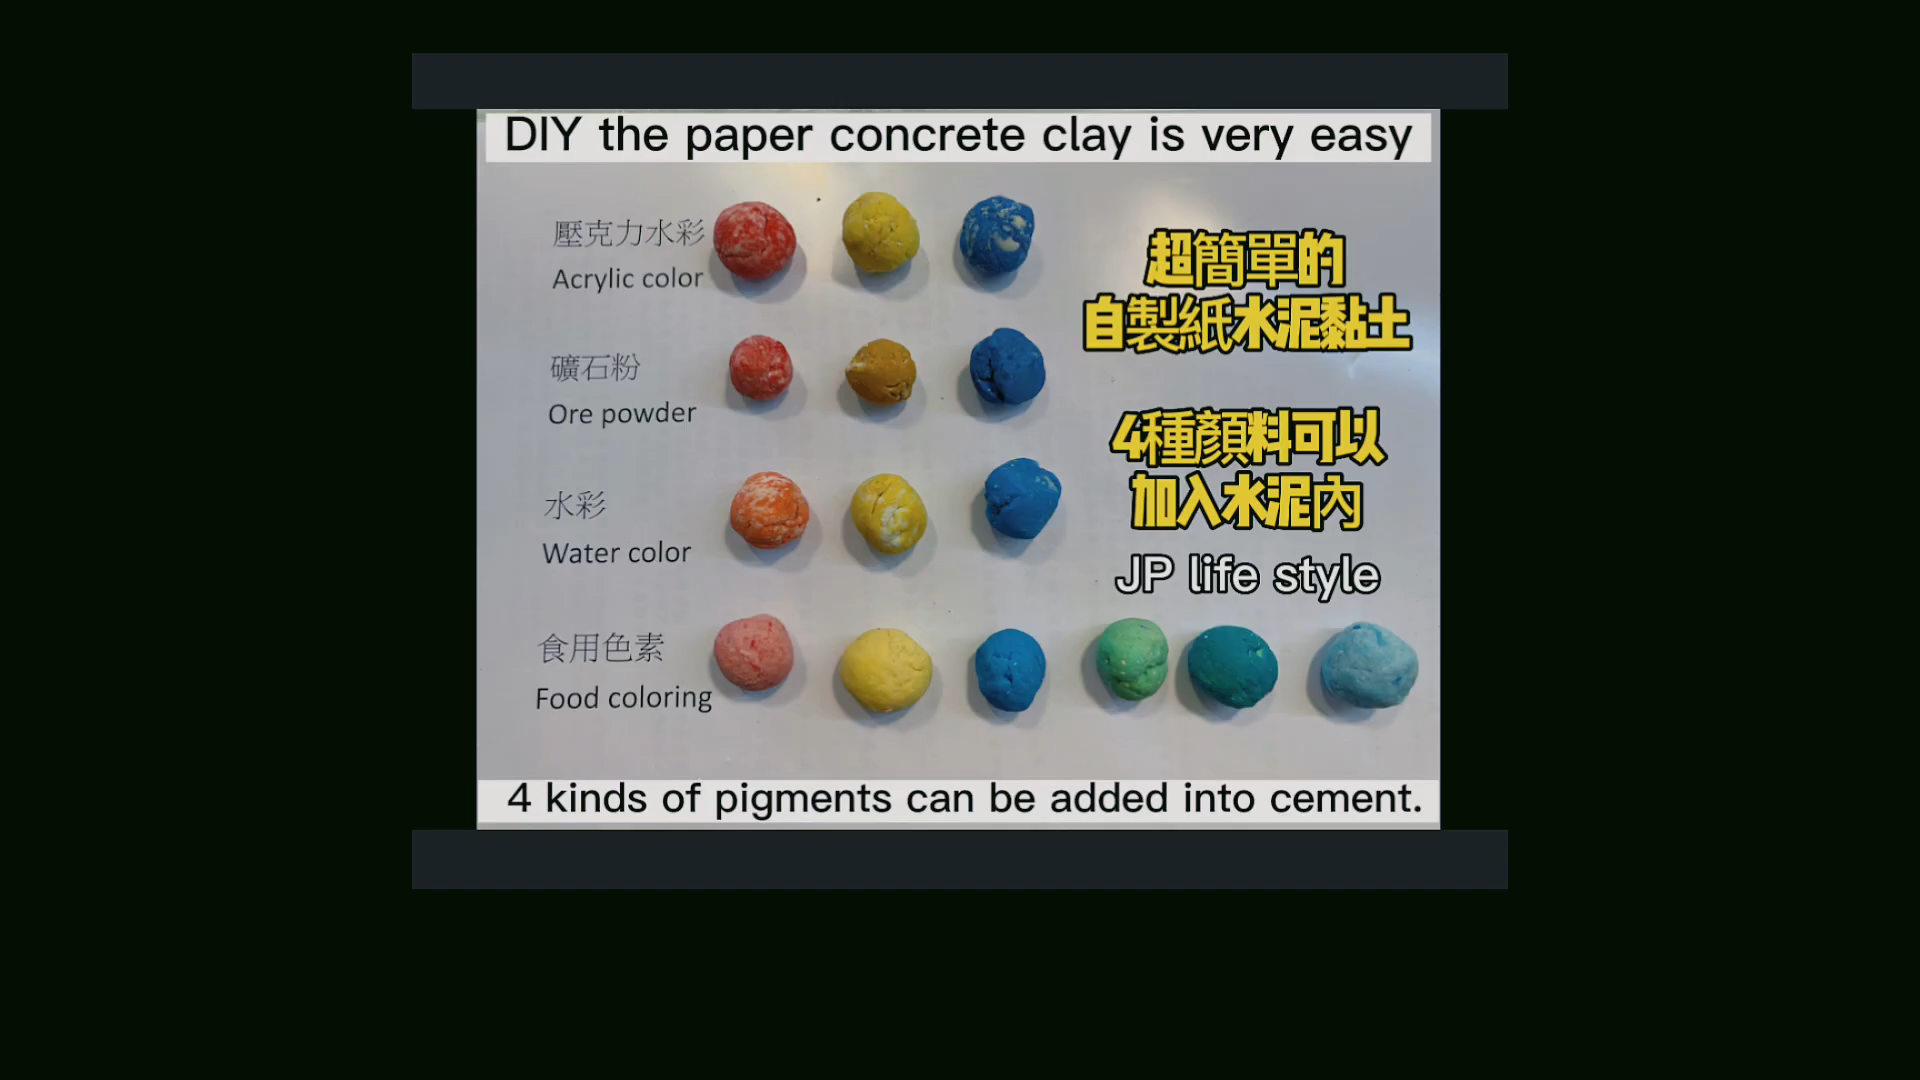 DIY the paper concrete clay is very easy
壓克力水彩
Acrylic color
超簡單的
自製紙水泥黏土
礦石粉
Ore powder
4種顏料可以
加入水泥內
水彩
Water color
JP life style
食用色素
Food coloring
4 kinds of pigments can be added into cement.